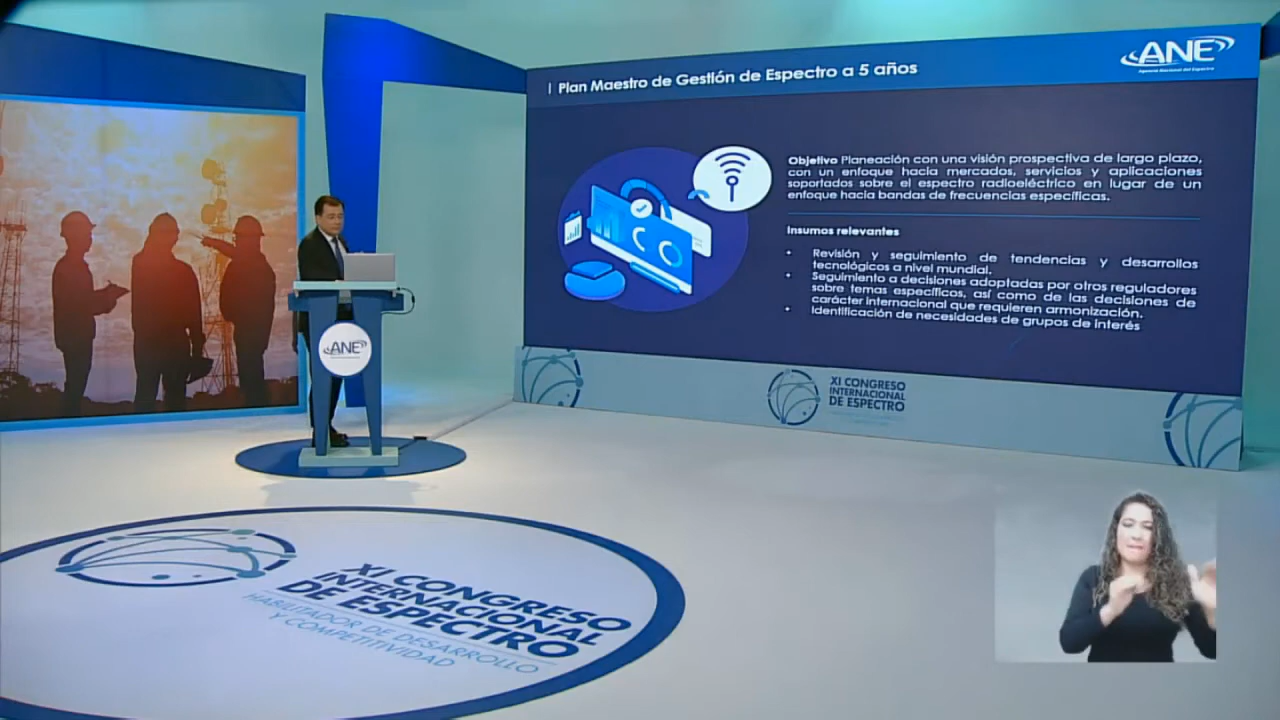 ANE
Agencia Nacional del Espectro
| Plan Maestro de Gestión de Espectro a 5 años
Objetivo Planeación con una visión prospectiva de largo plazo,
con un enfoque hacia mercados, servicios y aplicaciones
soportados sobre el espectro radioeléctrico en lugar de un
enfoque hacia bandas de frecuencias específicas.
Insumos relevantes
• Revisión y seguimiento de tendencias y desarrollos
tecnológicos a nivel mundial.
• Seguimiento a decisiones adoptadas por otros reguladores
sobre temas específicos, así como de las decisiones de
carácter internacional que requieren armonización.
• Identificación de necesidades de grupos de interés
ANE
XI CONGRESO
INTERNACIONAL
DE ESPECTRO
XI CONGRESO
INTERNACIONAL
DE ESPECTRO
HABILITADOR DE DESARROLLO
Y COMPETITIVIDAD